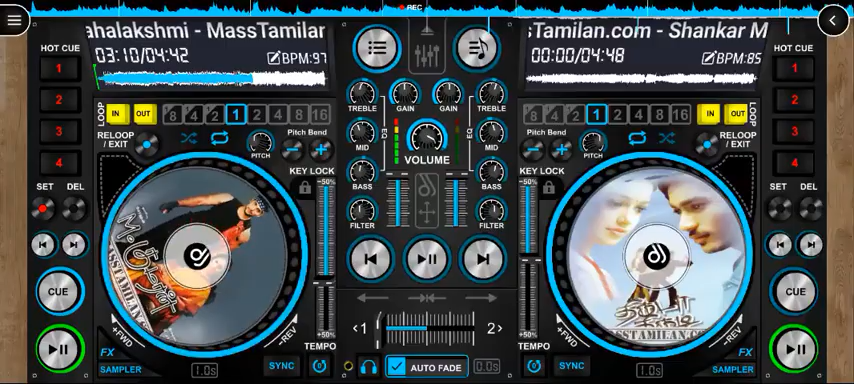 REC
ahalakshmi - MassTamilan
03:10/04:42
BPM:97
sTamilan.com - Shankar M
00:00/04:48
BPM:85
HOT CUE
1
2
3
4
SET DEL
CUE
LOOP
IN OUT
/8 /4 /2 1 2 4 8 16
RELOOP
/ EXIT
PITCH
Pitch Bend
KEY LOCK
-50%
+50%
TEMPO
+FWD
-REV
FX
SAMPLER
1.0s
SYNC
TREBLE
GAIN
GAIN
TREBLE
MID
EQ
VOLUME
EQ
MID
BASS
BASS
FILTER
FILTER
<1
2>
AUTO FADE
0.0s
/8 /4 /2 1 2 4 8 16
IN OUT
LOOP
Pitch Bend
PITCH
RELOOP
/ EXIT
KEY LOCK
-50%
+50%
TEMPO
+FWD
-REV
SYNC
1.0s
FX
SAMPLER
HOT CUE
1
2
3
4
SET DEL
CUE